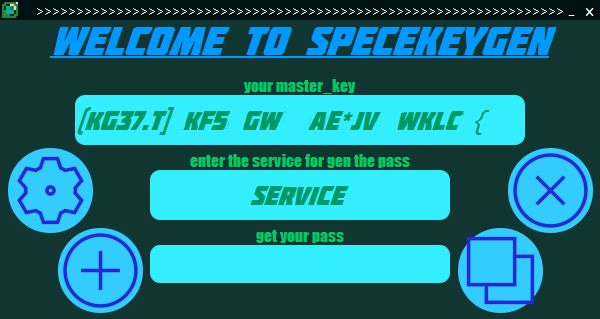 >>>>>>>>>>>>>>>>>>>>>>>>>>>>>>>>>>>>>>>>>>>>>>>>>>>>>>>>>>>>>>>>>> _ x
WELCOME TO SPECEKEYGEN
your master_key
[KG37.T] KF5 GW AE*JV WKLC {
enter the service for gen the pass
SERVICE
get your pass